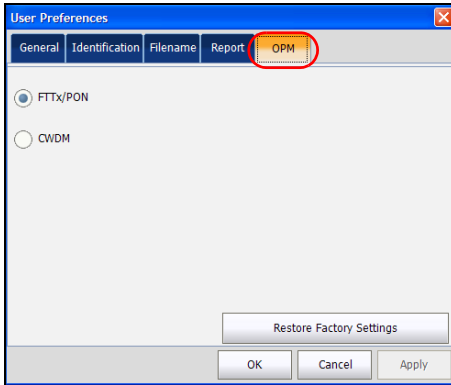 User Preferences
General Identification Filename Report OPM
FTTx/PON
CWDM
Restore Factory Settings
OK Cancel Apply